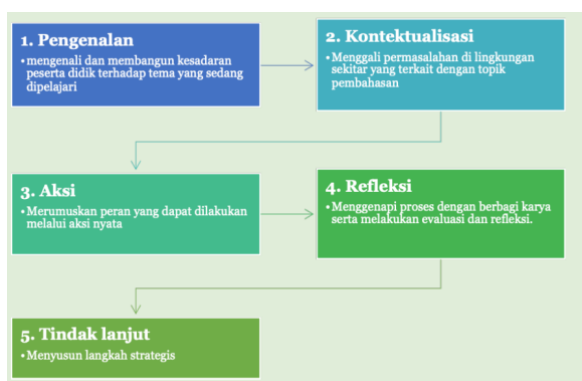 1. Pengenalan
• mengenali dan membangun kesadaran
peserta didik terhadap tema yang sedang
dipelajari
2. Kontektualisasi
• Menggali permasalahan di lingkungan
sekitar yang terkait dengan topik
pembahasan
3. Aksi
• Merumuskan peran yang dapat dilakukan
melalui aksi nyata
4. Refleksi
• Menggenapi proses dengan berbagi karya
serta melakukan evaluasi dan refleksi.
5. Tindak lanjut
• Menyusun langkah strategis